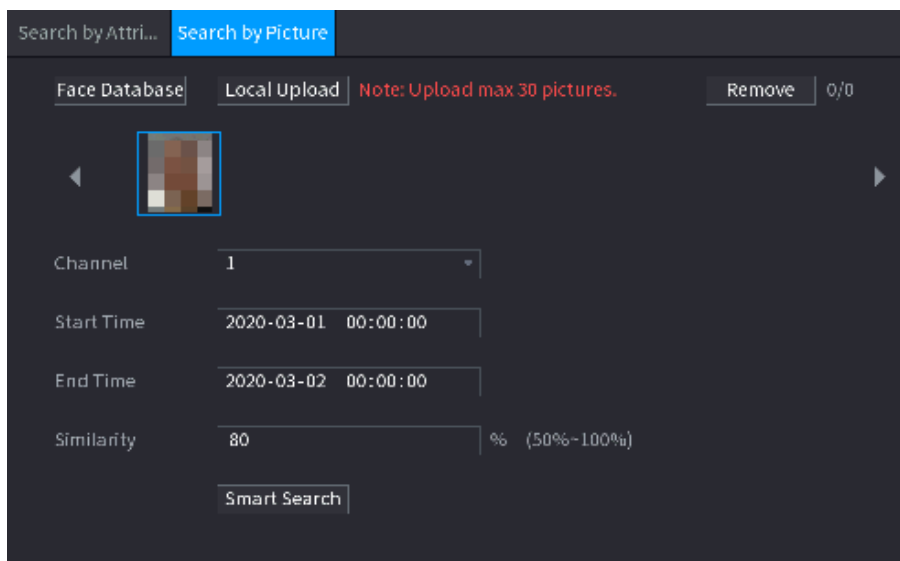 Search by Attri... Search by Picture
Face Database Local Upload Note: Upload max 30 pictures. Remove 0/0
Channel 1
Start Time 2020-03-01 00:00:00
End Time 2020-03-02 00:00:00
Similarity 80 % (50%~100%)
Smart Search